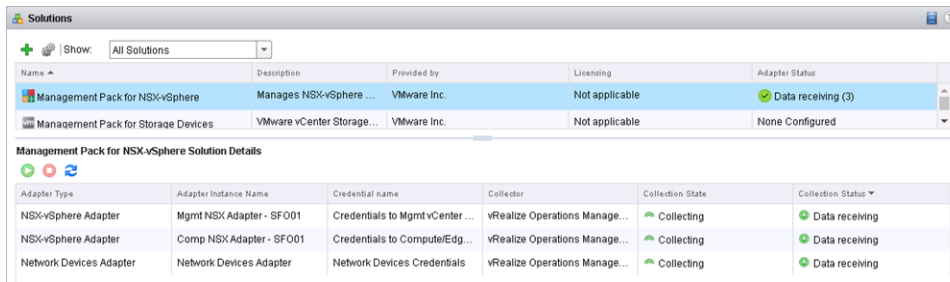 Solutions
Show: All Solutions
Name Description Provided by Licensing Adapter Status
Management Pack for NSX-vSphere Manages NSX-vSphere ... VMware Inc. Not applicable Data receiving (3)
Management Pack for Storage Devices VMware vCenter Storage... VMware Inc. Not applicable None Configured
Management Pack for NSX-vSphere Solution Details
Adapter Type Adapter Instance Name Credential name Collector Collection State Collection Status
NSX-vSphere Adapter Mgmt NSX Adapter - SFO01 Credentials to Mgmt vCenter ... vRealize Operations Manage... Collecting Data receiving
NSX-vSphere Adapter Comp NSX Adapter - SFO01 Credentials to Compute/Edg... vRealize Operations Manage... Collecting Data receiving
Network Devices Adapter Network Devices Adapter Network Devices Credentials vRealize Operations Manage... Collecting Data receiving